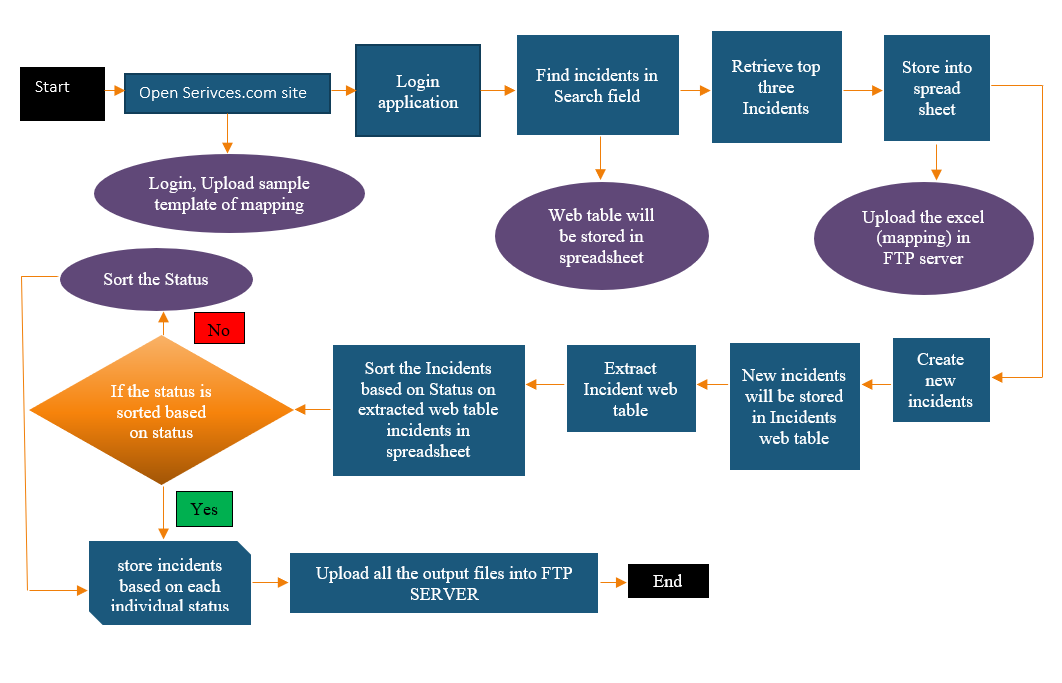 Start
Open Serivces.com site
Login
application
Find incidents in
Search field
Retrieve top
three
Incidents
Store into
spread
sheet
Login, Upload sample
template of mapping
Web table will
be stored in
spreadsheet
Upload the excel
(mapping) in
FTP server
Create
new
incidents
New incidents
will be stored
in Incidents
web table
Extract
Incident web
table
Sort the Incidents
based on Status on
extracted web table
incidents in
spreadsheet
If the status is
sorted based
on status
No
Sort the Status
Yes
store incidents
based on each
individual status
Upload all the output files into FTP
SERVER
End